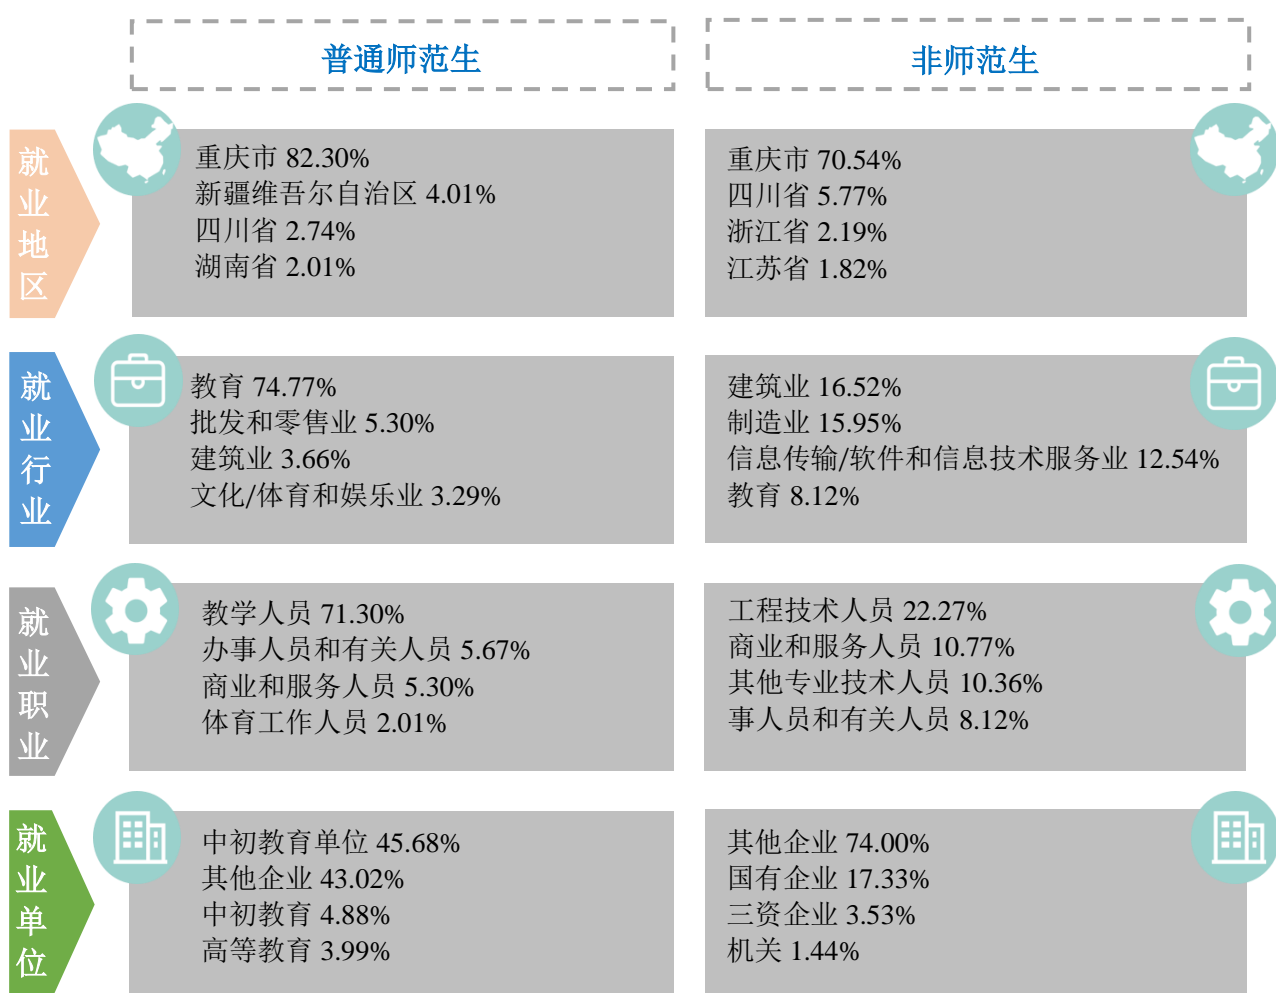 普通师范生
非师范生
就业地区
重庆市 82.30%
新疆维吾尔自治区 4.01%
四川省 2.74%
湖南省 2.01%
重庆市 70.54%
四川省 5.77%
浙江省 2.19%
江苏省 1.82%
就业行业
教育 74.77%
批发和零售业 5.30%
建筑业 3.66%
文化/体育和娱乐业 3.29%
建筑业 16.52%
制造业 15.95%
信息传输/软件和信息技术服务业 12.54%
教育 8.12%
就业职业
教学人员 71.30%
办事人员和有关人员 5.67%
商业和服务人员 5.30%
体育工作人员 2.01%
工程技术人员 22.27%
商业和服务人员 10.77%
其他专业技术人员 10.36%
事人员和有关人员 8.12%
就业单位
中初教育单位 45.68%
其他企业 43.02%
中初教育 4.88%
高等教育 3.99%
其他企业 74.00%
国有企业 17.33%
三资企业 3.53%
机关 1.44%